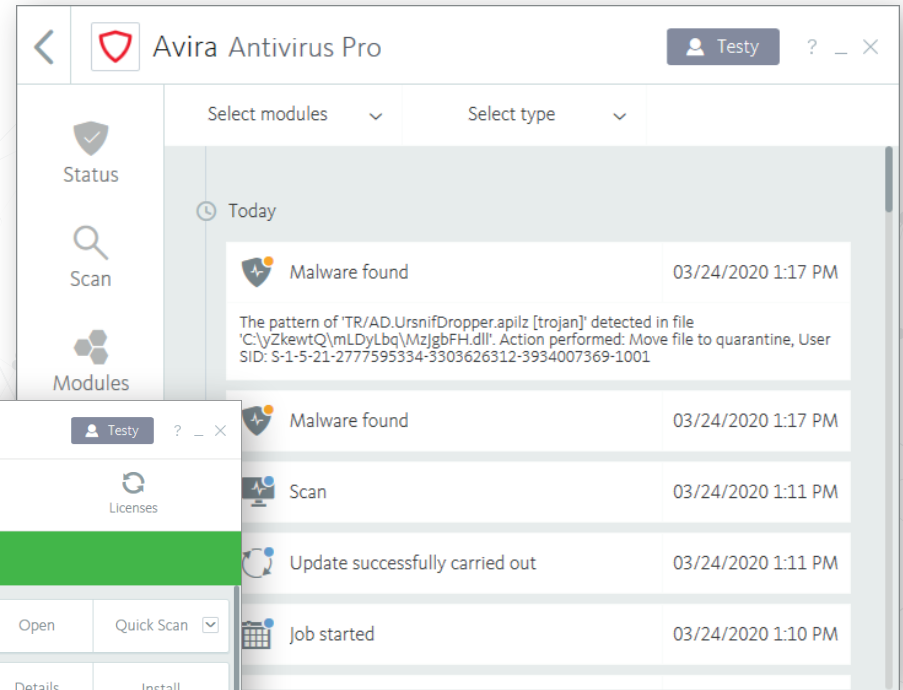 Avira Antivirus Pro
Testy
?
Select modules
Select type
Status
Scan
Modules
Today
Malware found 03/24/2020 1:17 PM
The pattern of 'TR/AD.UrsnifDropper.apilz [trojan]' detected in file
'C:\yZkewtQ\mLDyLbq\MzJgbFH.dll'. Action performed: Move file to quarantine, User
SID: S-1-5-21-2777595334-3303626312-3934007369-1001
Malware found 03/24/2020 1:17 PM
Scan 03/24/2020 1:11 PM
Update successfully carried out 03/24/2020 1:11 PM
Job started 03/24/2020 1:10 PM
Testy
?
Licenses
Open
Quick Scan
Details
Install